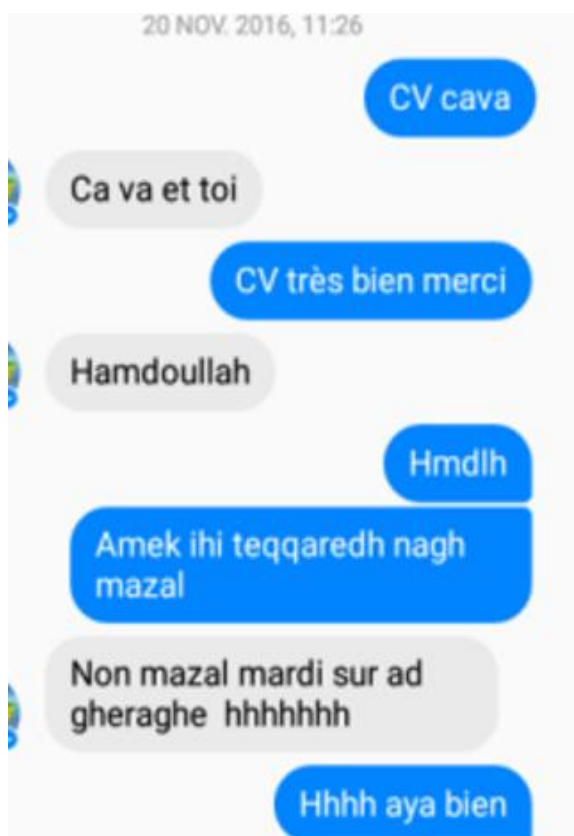 20 NOV. 2016, 11:26
CV cava
Ca va et toi
CV très bien merci
Hamdoullah
Hmdlh
Amek ihi teqqaredh nagh
mazal
Non mazal mardi sur ad
gheraghe hhhhhhh
Hhhh aya bien